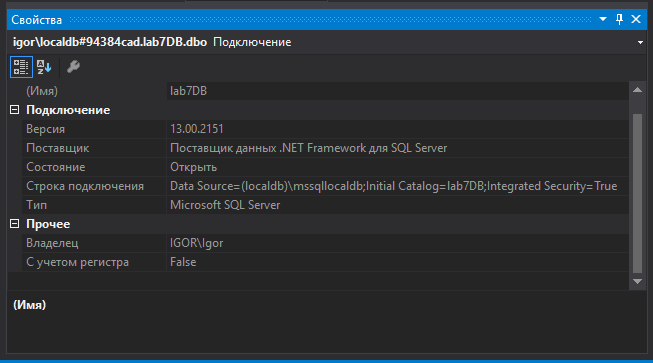 Свойства
igor\localdb#94384cad.lab7DB.dbo Подключение
(Имя) lab7DB
Подключение
Версия 13.00.2151
Поставщик Поставщик данных .NET Framework для SQL Server
Состояние Открыть
Строка подключения Data Source=(localdb)\mssqllocaldb;Initial Catalog=lab7DB;Integrated Security=True
Тип Microsoft SQL Server
Прочее
Владелец IGOR\Igor
С учетом регистра False
(Имя)